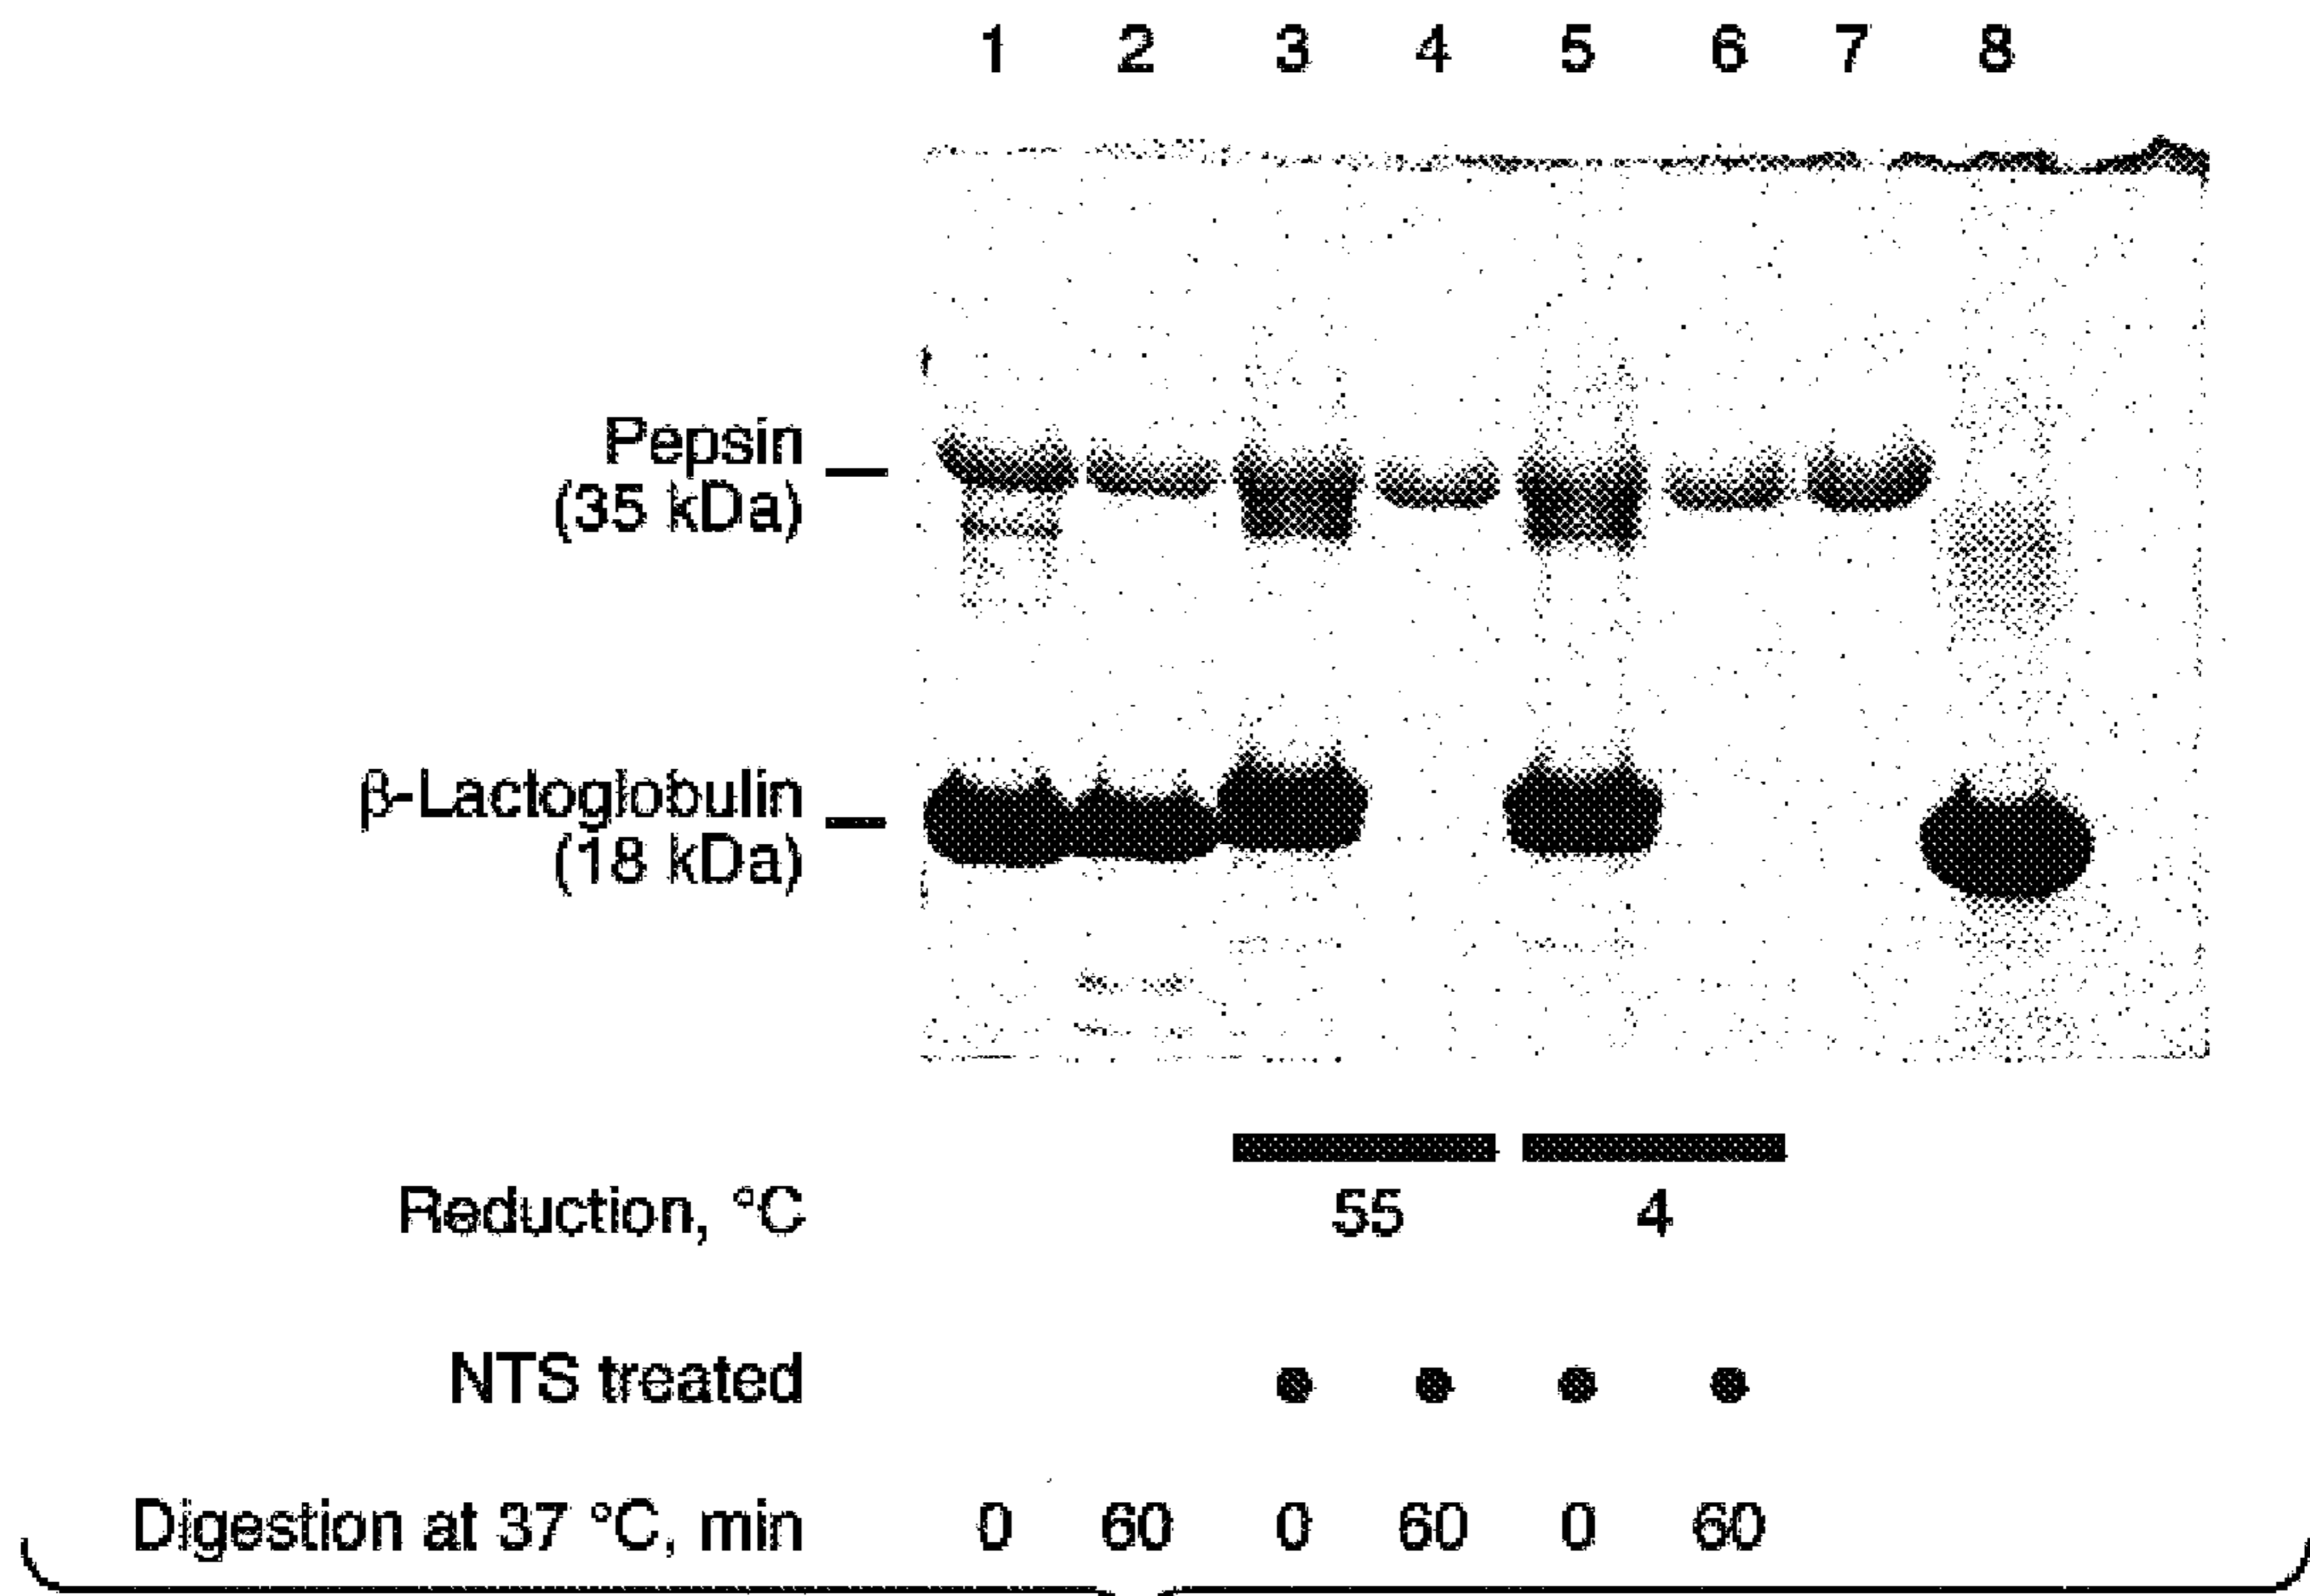 1 2 3 4 5 6 7 8
Pepsin
(35 kDa)
β-Lactoglobulin
(18 kDa)
Reduction, °C 55 4
NTS treated
Digestion at 37 °C, min 0 60 0 60 0 60